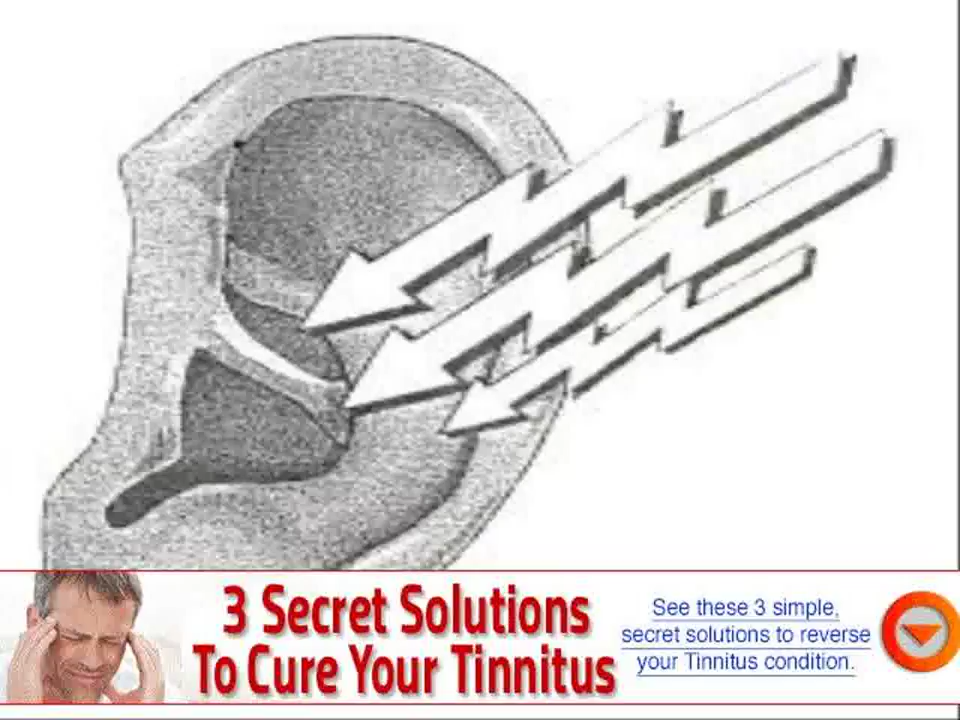 3 Secret Solutions
To Cure Your Tinnitus
See these 3 simple,
secret solutions to reverse
your Tinnitus condition.